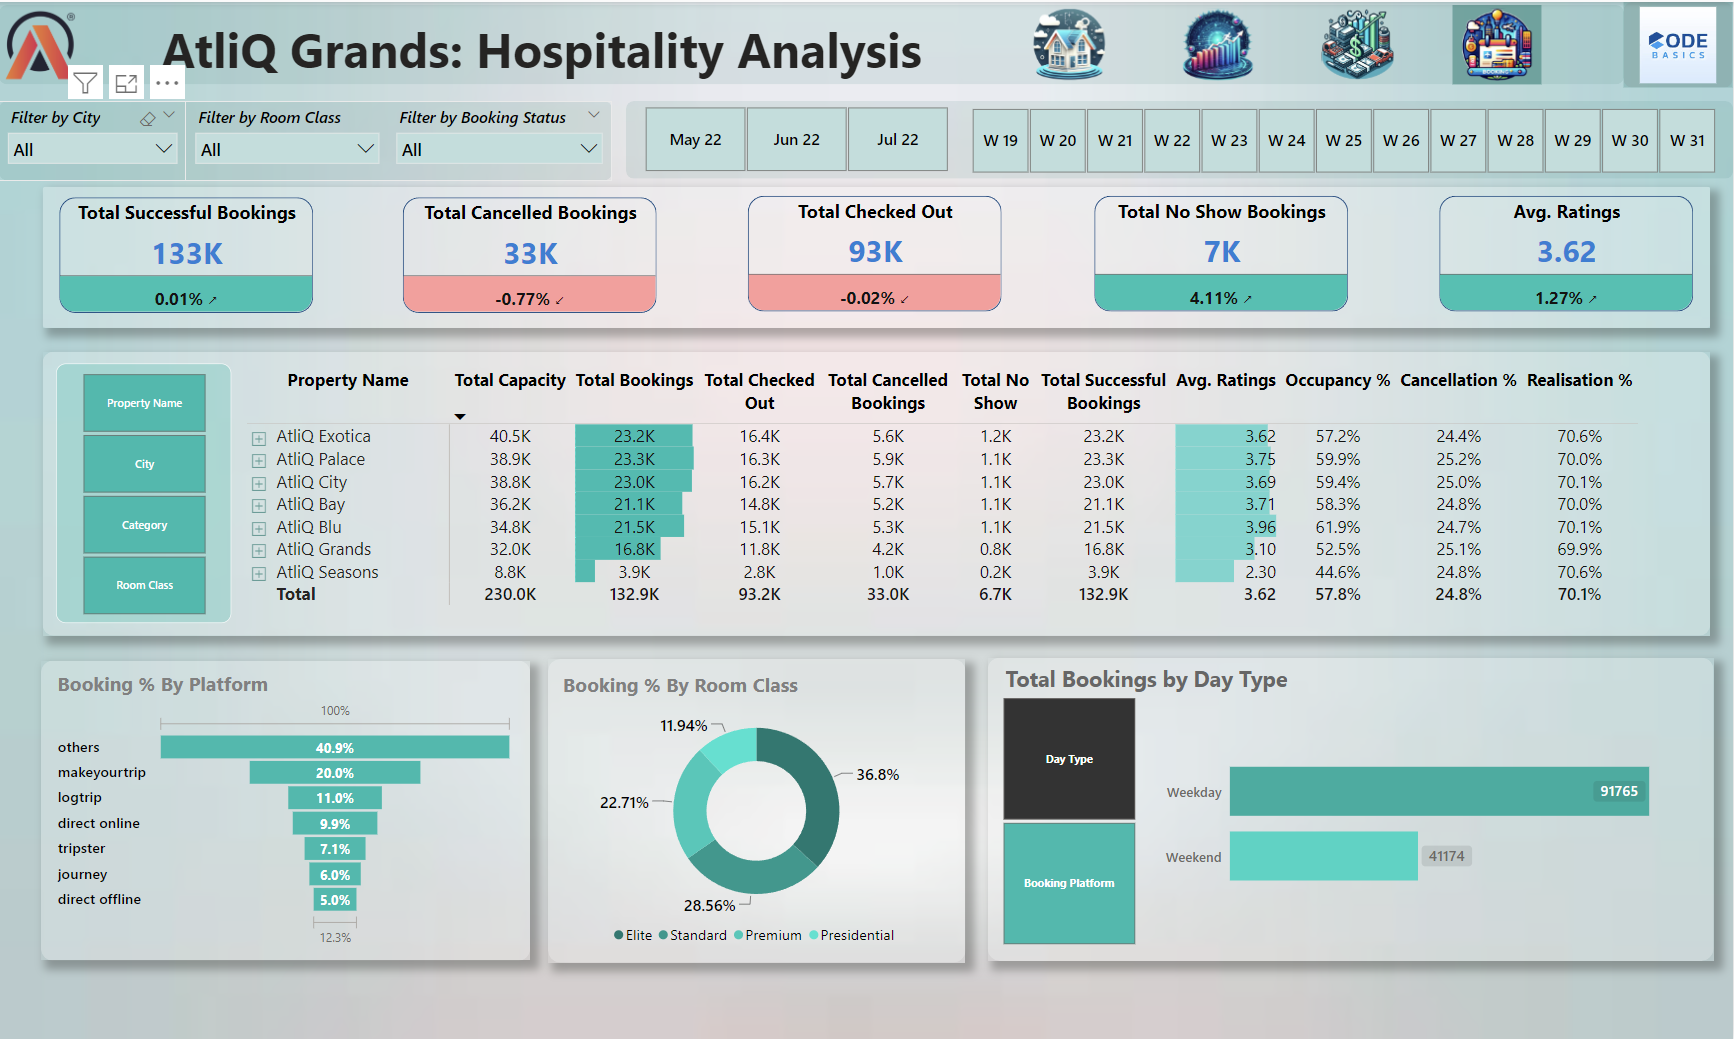 AtliQ Grands: Hospitality Analysis
CODE
BASICS
Filter by City
Filter by Room Class
Filter by Booking Status
All
All
All
May 22
Jun 22
Jul 22
W 19
W 20
W 21
W 22
W 23
W 24
W 25
W 26
W 27
W 28
W 29
W 30
W 31
Total Successful Bookings
133K
0.01%
Total Cancelled Bookings
33K
-0.77%
Total Checked Out
93K
-0.02%
Total No Show Bookings
7K
4.11%
Avg. Ratings
3.62
1.27%
Property Name
City
Category
Room Class
Property Name Total Capacity Total Bookings Total Checked Out Total Cancelled Bookings Total No Show Total Successful Bookings Avg. Ratings Occupancy % Cancellation % Realisation %
AtliQ Exotica 40.5K 23.2K 16.4K 5.6K 1.2K 23.2K 3.62 57.2% 24.4% 70.6%
AtliQ Palace 38.9K 23.3K 16.3K 5.9K 1.1K 23.3K 3.75 59.9% 25.2% 70.0%
AtliQ City 38.8K 23.0K 16.2K 5.7K 1.1K 23.0K 3.69 59.4% 25.0% 70.1%
AtliQ Bay 36.2K 21.1K 14.8K 5.2K 1.1K 21.1K 3.71 58.3% 24.8% 70.0%
AtliQ Blu 34.8K 21.5K 15.1K 5.3K 1.1K 21.5K 3.96 61.9% 24.7% 70.1%
AtliQ Grands 32.0K 16.8K 11.8K 4.2K 0.8K 16.8K 3.10 52.5% 25.1% 69.9%
AtliQ Seasons 8.8K 3.9K 2.8K 1.0K 0.2K 3.9K 2.30 44.6% 24.8% 70.6%
Total 230.0K 132.9K 93.2K 33.0K 6.7K 132.9K 3.62 57.8% 24.8% 70.1%
Booking % By Platform
100%
others 40.9%
makeyourtrip 20.0%
logtrip 11.0%
direct online 9.9%
tripster 7.1%
journey 6.0%
direct offline 5.0%
12.3%
Booking % By Room Class
11.94%
36.8%
22.71%
28.56%
Elite Standard Premium Presidential
Total Bookings by Day Type
Day Type
Booking Platform
Weekday 91765
Weekend 41174